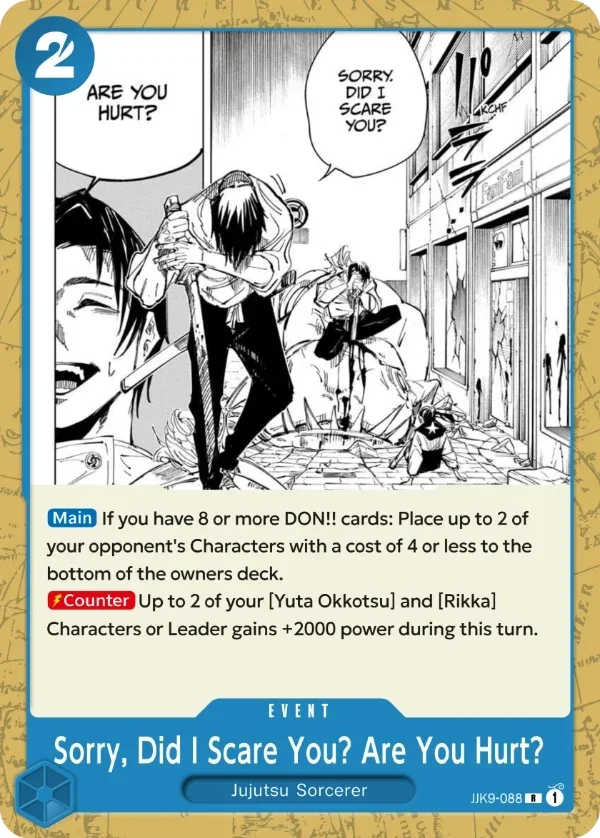 2
ARE YOU
HURT?
SORRY.
DID I
SCARE
YOU?
KCHF
FamiFami
Main If you have 8 or more DON!! cards: Place up to 2 of
your opponent's Characters with a cost of 4 or less to the
bottom of the owners deck.
Counter Up to 2 of your [Yuta Okkotsu] and [Rikka]
Characters or Leader gains +2000 power during this turn.
EVENT
Sorry, Did I Scare You? Are You Hurt?
Jujutsu Sorcerer
JJK9-088 R 1